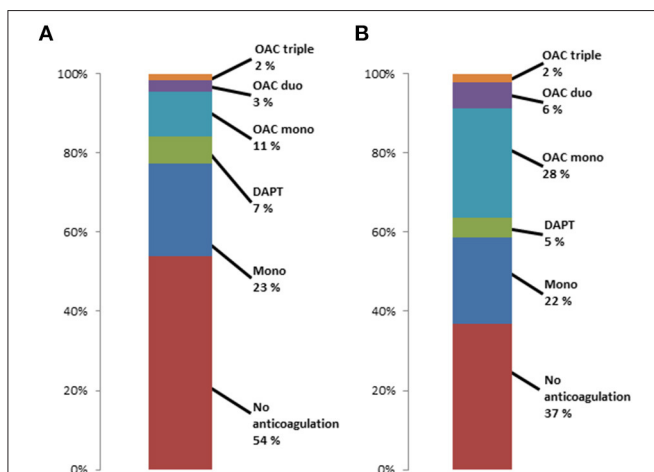 A
100%
80%
60%
40%
20%
0%
OAC triple
2 %
OAC duo
3 %
OAC mono
11 %
DAPT
7 %
Mono
23 %
No
anticoagulation
54 %
B
100%
80%
60%
40%
20%
0%
OAC triple
2 %
OAC duo
6 %
OAC mono
28 %
DAPT
5 %
Mono
22 %
No
anticoagulation
37 %